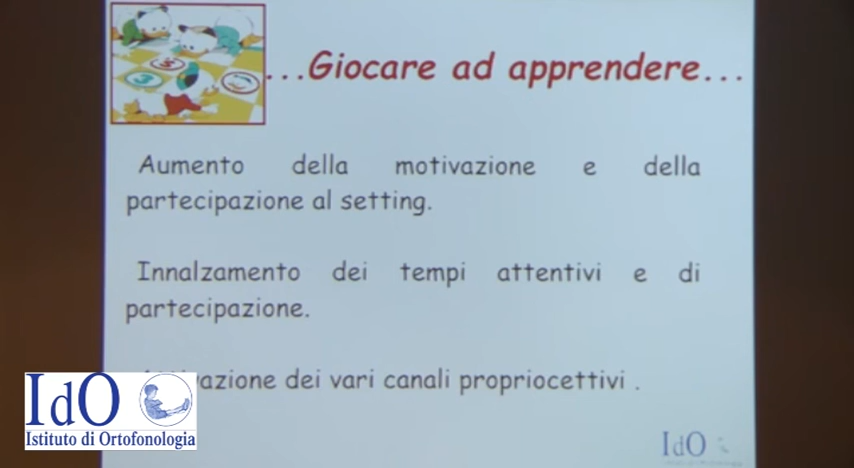 ...Giocare ad apprendere...
Aumento della motivazione e della
partecipazione al setting.
Innalzamento dei tempi attentivi e di
partecipazione.
dei vari canali propriocettivi .
IdO
Istituto di Ortofonologia
IdO